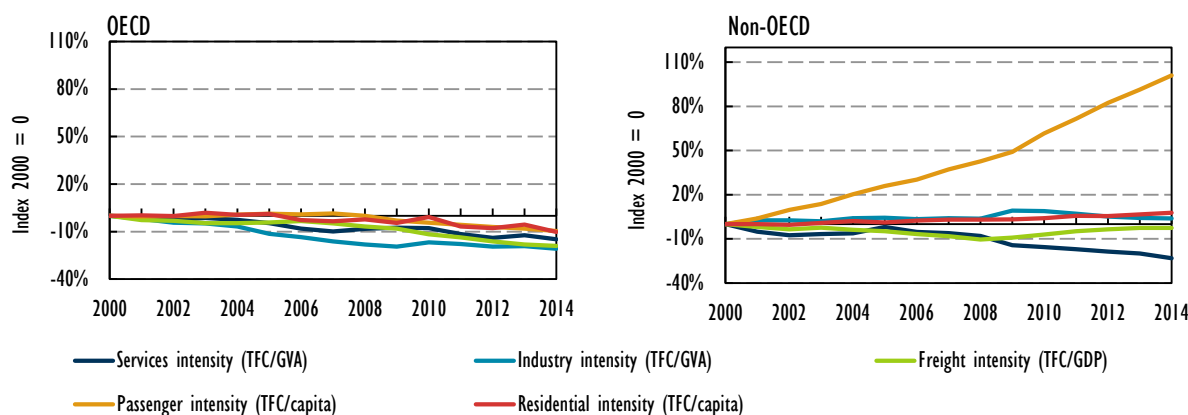 OECD
110%
80%
50%
20%
-10%
-40%
Index 2000 = 0
2000 2002 2004 2006 2008 2010 2012 2014
Non-OECD
110%
80%
50%
20%
-10%
-40%
Index 2000 = 0
2000 2002 2004 2006 2008 2010 2012 2014
Services intensity (TFC/GVA) Industry intensity (TFC/GVA) Freight intensity (TFC/GDP)
Passenger intensity (TFC/capita) Residential intensity (TFC/capita)